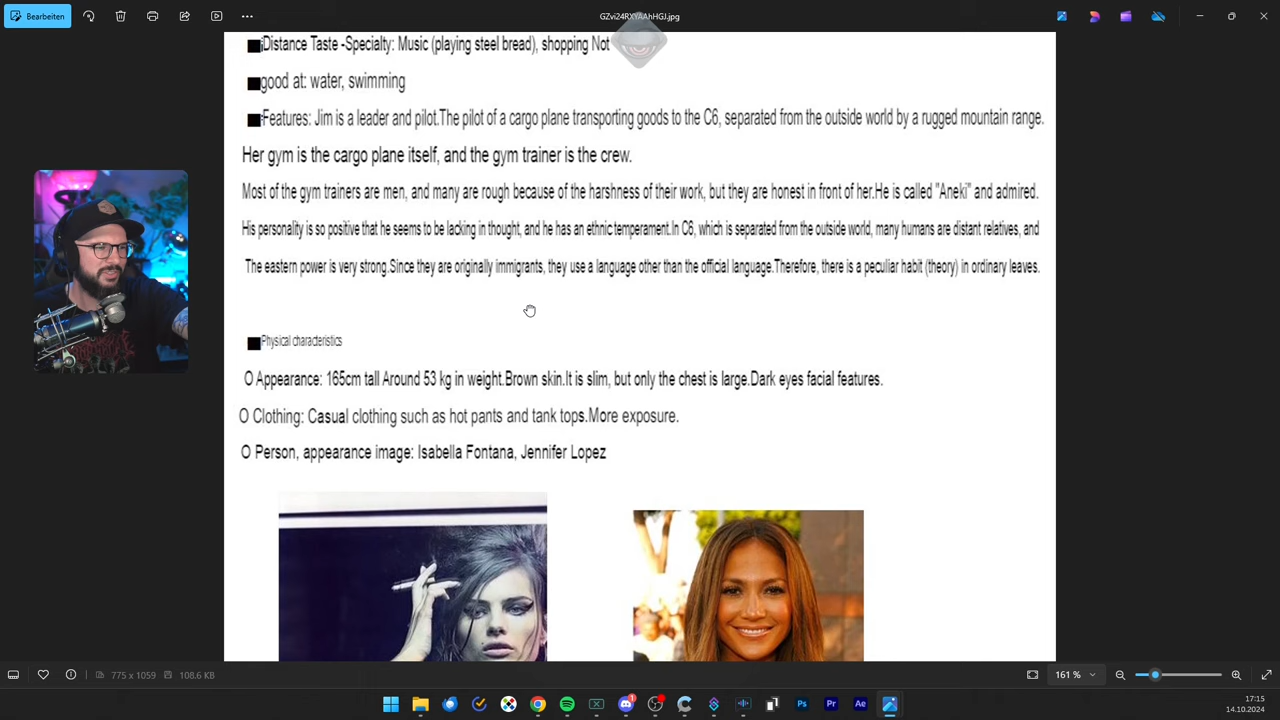 Bearbeiten
GZvi24RXYAAhHGJ.jpg
Distance Taste -Specialty: Music (playing steel bread), shopping Not
good at: water, swimming
Features: Jim is a leader and pilot.The pilot of a cargo plane transporting goods to the C6, separated from the outside world by a rugged mountain range.
Her gym is the cargo plane itself, and the gym trainer is the crew.
Most of the gym trainers are men, and many are rough because of the harshness of their work, but they are honest in front of her.He is called "Aneki" and admired.
His personality is so positive that he seems to be lacking in thought, and he has an ethnic temperament.In C6, which is separated from the outside world, many humans are distant relatives, and
The eastern power is very strong.Since they are originally immigrants, they use a language other than the official language.Therefore, there is a peculiar habit (theory) in ordinary leaves.
Physical characteristics
O Appearance: 165cm tall Around 53 kg in weight.Brown skin.It is slim, but only the chest is large.Dark eyes facial features.
O Clothing: Casual clothing such as hot pants and tank tops.More exposure.
O Person, appearance image: Isabella Fontana, Jennifer Lopez
775 x 1059
108.6 KB
161 %
Ps
Pr
Ae
17:15
14.10.2024